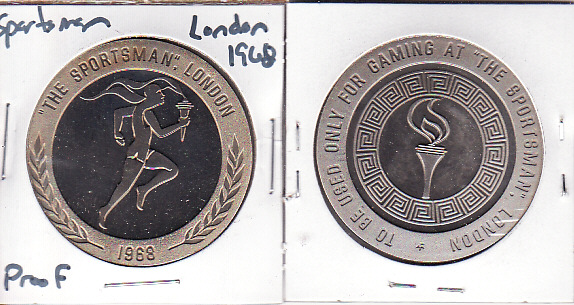 Sportsman
London
1968
"THE SPORTSMAN", LONDON
1968
Proof
TO BE USED ONLY FOR GAMING AT "THE SPORTSMAN", LONDON